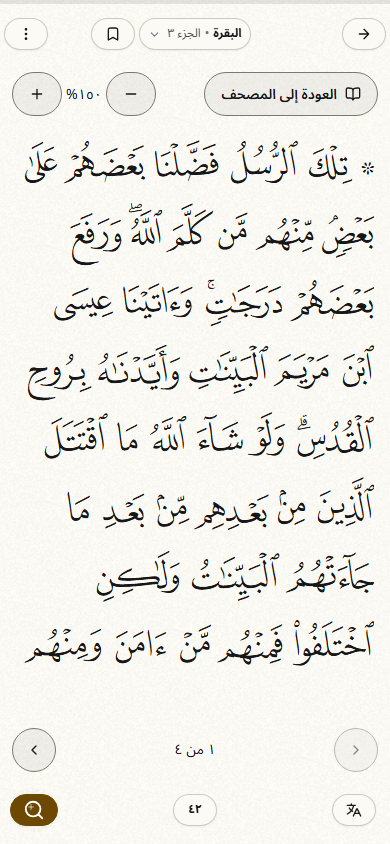 البقرة • الجزء ٣
العودة إلى المصحف
١٥٠%
۞ تِلْكَ ٱلرُّسُلُ فَضَّلْنَا بَعْضَهُمْ عَلَىٰ
بَعْضٍۢ مِّنْهُم مَّن كَلَّمَ ٱللَّهُ ۖ وَرَفَعَ
بَعْضَهُمْ دَرَجَـٰتٍۢ ۚ وَءَاتَيْنَا عِيسَى
ٱبْنَ مَرْيَمَ ٱلْبَيِّنَـٰتِ وَأَيَّدْنَـٰهُ بِرُوحِ
ٱلْقُدُسِ ۗ وَلَوْ شَآءَ ٱللَّهُ مَا ٱقْتَتَلَ
ٱلَّذِينَ مِنۢ بَعْدِهِم مِّنۢ بَعْدِ مَا
جَآءَتْهُمُ ٱلْبَيِّنَـٰتُ وَلَـٰكِنِ
ٱخْتَلَفُوا۟ فَمِنْهُم مَّنْ ءَامَنَ وَمِنْهُم
١ من ٤
٤٢